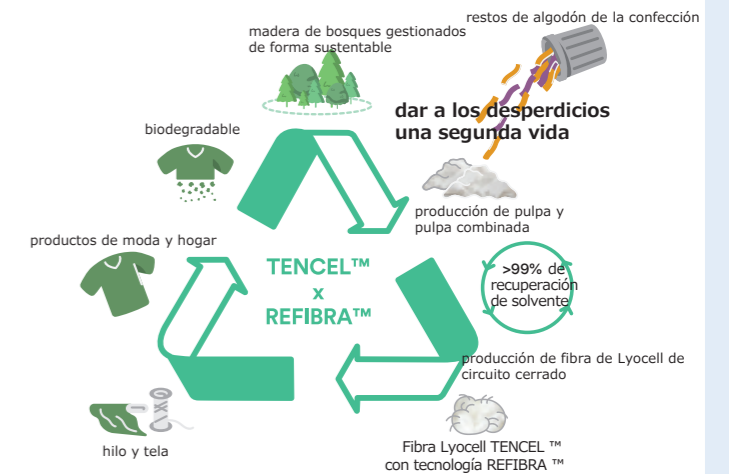 restos de algodón de la confección
madera de bosques gestionados
de forma sustentable
dar a los desperdicios
una segunda vida
biodegradable
producción de pulpa y
pulpa combinada
productos de moda y hogar
TENCEL™
x
REFIBRA™
>99% de
recuperación
de solvente
producción de fibra de Lyocell de
circuito cerrado
hilo y tela
Fibra Lyocell TENCEL ™
con tecnología REFIBRA ™